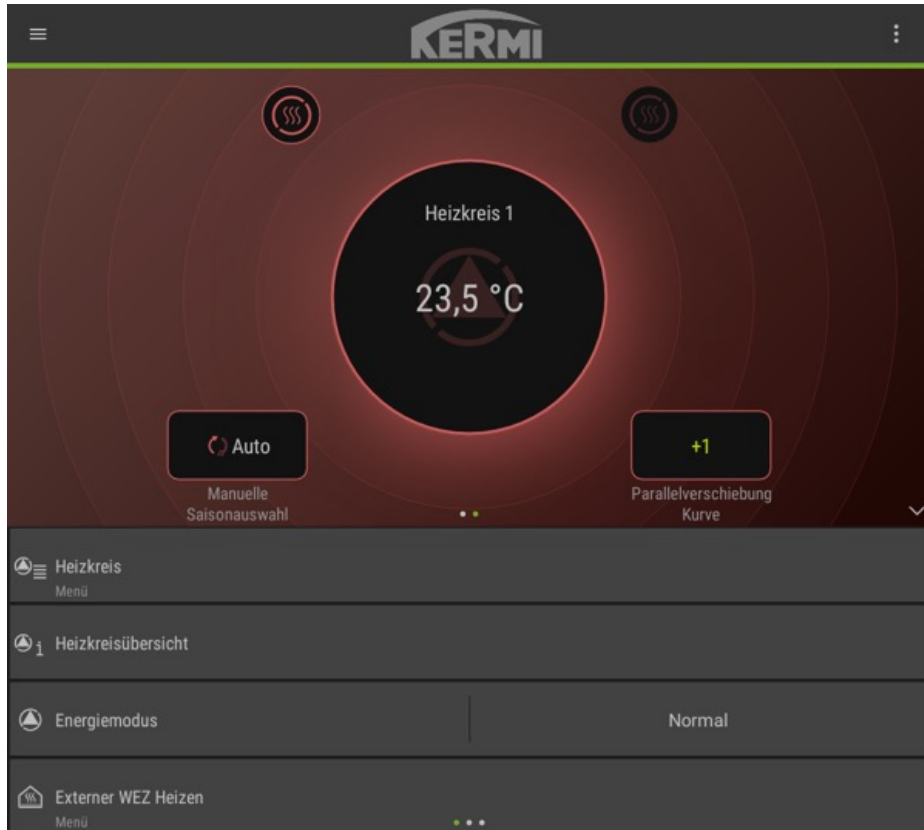 KERMI
Heizkreis 1
23,5 °C
Auto
+1
Manuelle
Saisonauswahl
Parallelverschiebung
Kurve
Heizkreis
Menü
Heizkreisübersicht
Energiemodus
Normal
Externer WEZ Heizen
Menü